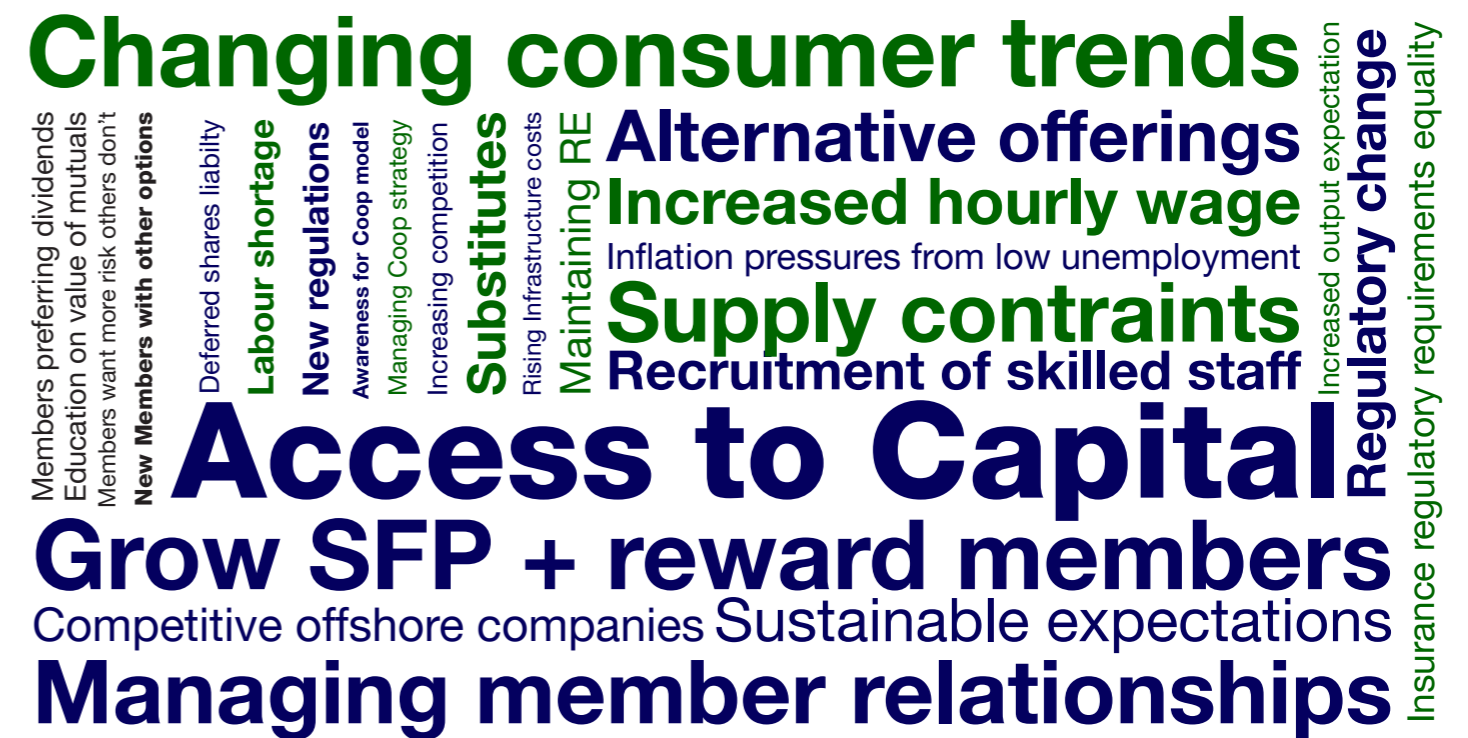 Changing consumer trends
Members preferring dividends
Education on value of mutuals
Members want more risk others don't
New Members with other options
Deferred shares liabilty
Labour shortage
New regulations
Awareness for Coop model
Managing Coop strategy
Increasing competition
Substitutes
Rising Infrastructure costs
Maintaining RE
Alternative offerings
Increased hourly wage
Inflation pressures from low unemployment
Supply contraints
Recruitment of skilled staff
Increased output expectation
Regulatory change
Insurance regulatory requirements equality
Access to Capital
Grow SFP + reward members
Competitive offshore companies
Sustainable expectations
Managing member relationships